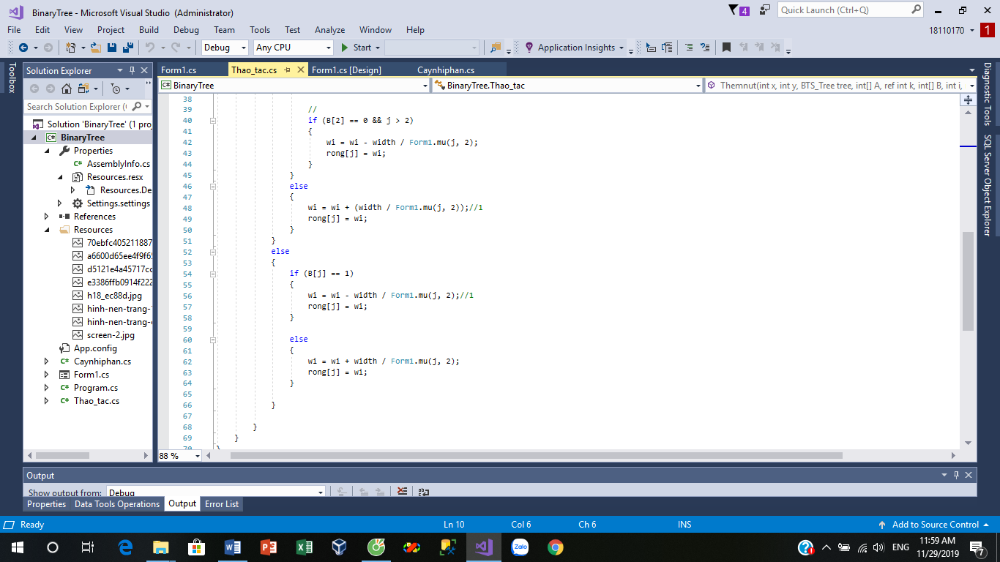 BinaryTree - Microsoft Visual Studio (Administrator)
4
Quick Launch (Ctrl+Q)
File Edit View Project Build Debug Team Tools Test Analyze Window Help
18110170
1
Debug Any CPU Start Application Insights
Toolbox
Solution Explorer
Search Solution Explorer (
Solution 'BinaryTree' (1 proj
BinaryTree
Properties
AssemblyInfo.cs
Resources.resx
Resources.De
Settings.settings
References
Resources
70ebfc405211887
a6600d65ee4f9f6
d5121e4a45717cc
e3386ffb0914f222
h18_ec88d.jpg
hinh-nen-trang-
hinh-nen-trang-
screen-2.jpg
App.config
Caynhiphan.cs
Form1.cs
Program.cs
Thao_tac.cs
Form1.cs Thao_tac.cs Form1.cs [Design] Caynhiphan.cs
BinaryTree BinaryTree.Thao_tac Themnut(int x, int y, BTS_Tree tree, int[] A, ref int k, int[] B, int i,
38
39 //
40 if (B[2] == 0 && j > 2)
41 {
42 wi = wi - width / Form1.mu(j, 2);
43 rong[j] = wi;
44 }
45 }
46 else
47 {
48 wi = wi + (width / Form1.mu(j, 2));//1
49 rong[j] = wi;
50 }
51 }
52 else
53 {
54 if (B[j] == 1)
55 {
56 wi = wi - width / Form1.mu(j, 2);//1
57 rong[j] = wi;
58 }
59
60 else
61 {
62 wi = wi + width / Form1.mu(j, 2);
63 rong[j] = wi;
64 }
65
66 }
67
68 }
69 }
70 }
88 %
Diagnostic Tools
SQL Server Object Explorer
Output
Show output from: Debug
Properties Data Tools Operations Output Error List
Ready Ln 10 Col 6 Ch 6 INS Add to Source Control
Zalo
ENG
11:59 AM
11/29/2019
7